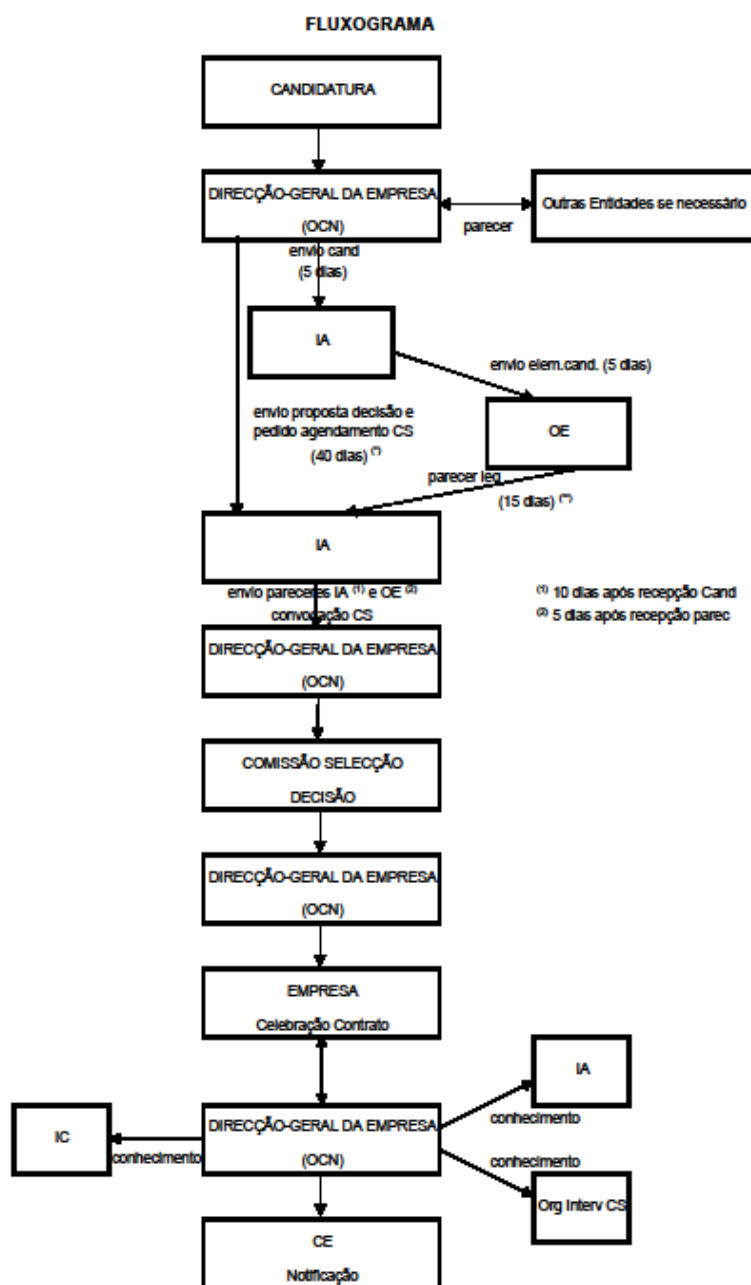 FLUXOGRAMA
CANDIDATURA
DIRECÇÃO-GERAL DA EMPRESA
(OCN)
parecer
Outras Entidades se necessário
envio cand
(5 dias)
IA
envio elem.cand. (5 dias)
OE
envio proposta decisão e
pedido agendamento CS
(40 dias) (*)
parecer leg
(15 dias) (**)
IA
envio pareceres IA (1) e OE (2)
convocação CS
(1) 10 dias após recepção Cand
(2) 5 dias após recepção parec
DIRECÇÃO-GERAL DA EMPRESA
(OCN)
COMISSÃO SELECÇÃO
DECISÃO
DIRECÇÃO-GERAL DA EMPRESA
(OCN)
EMPRESA
Celebração Contrato
IA
conhecimento
IC
conhecimento
DIRECÇÃO-GERAL DA EMPRESA
(OCN)
conhecimento
Org Interv CS
CE
Notificação